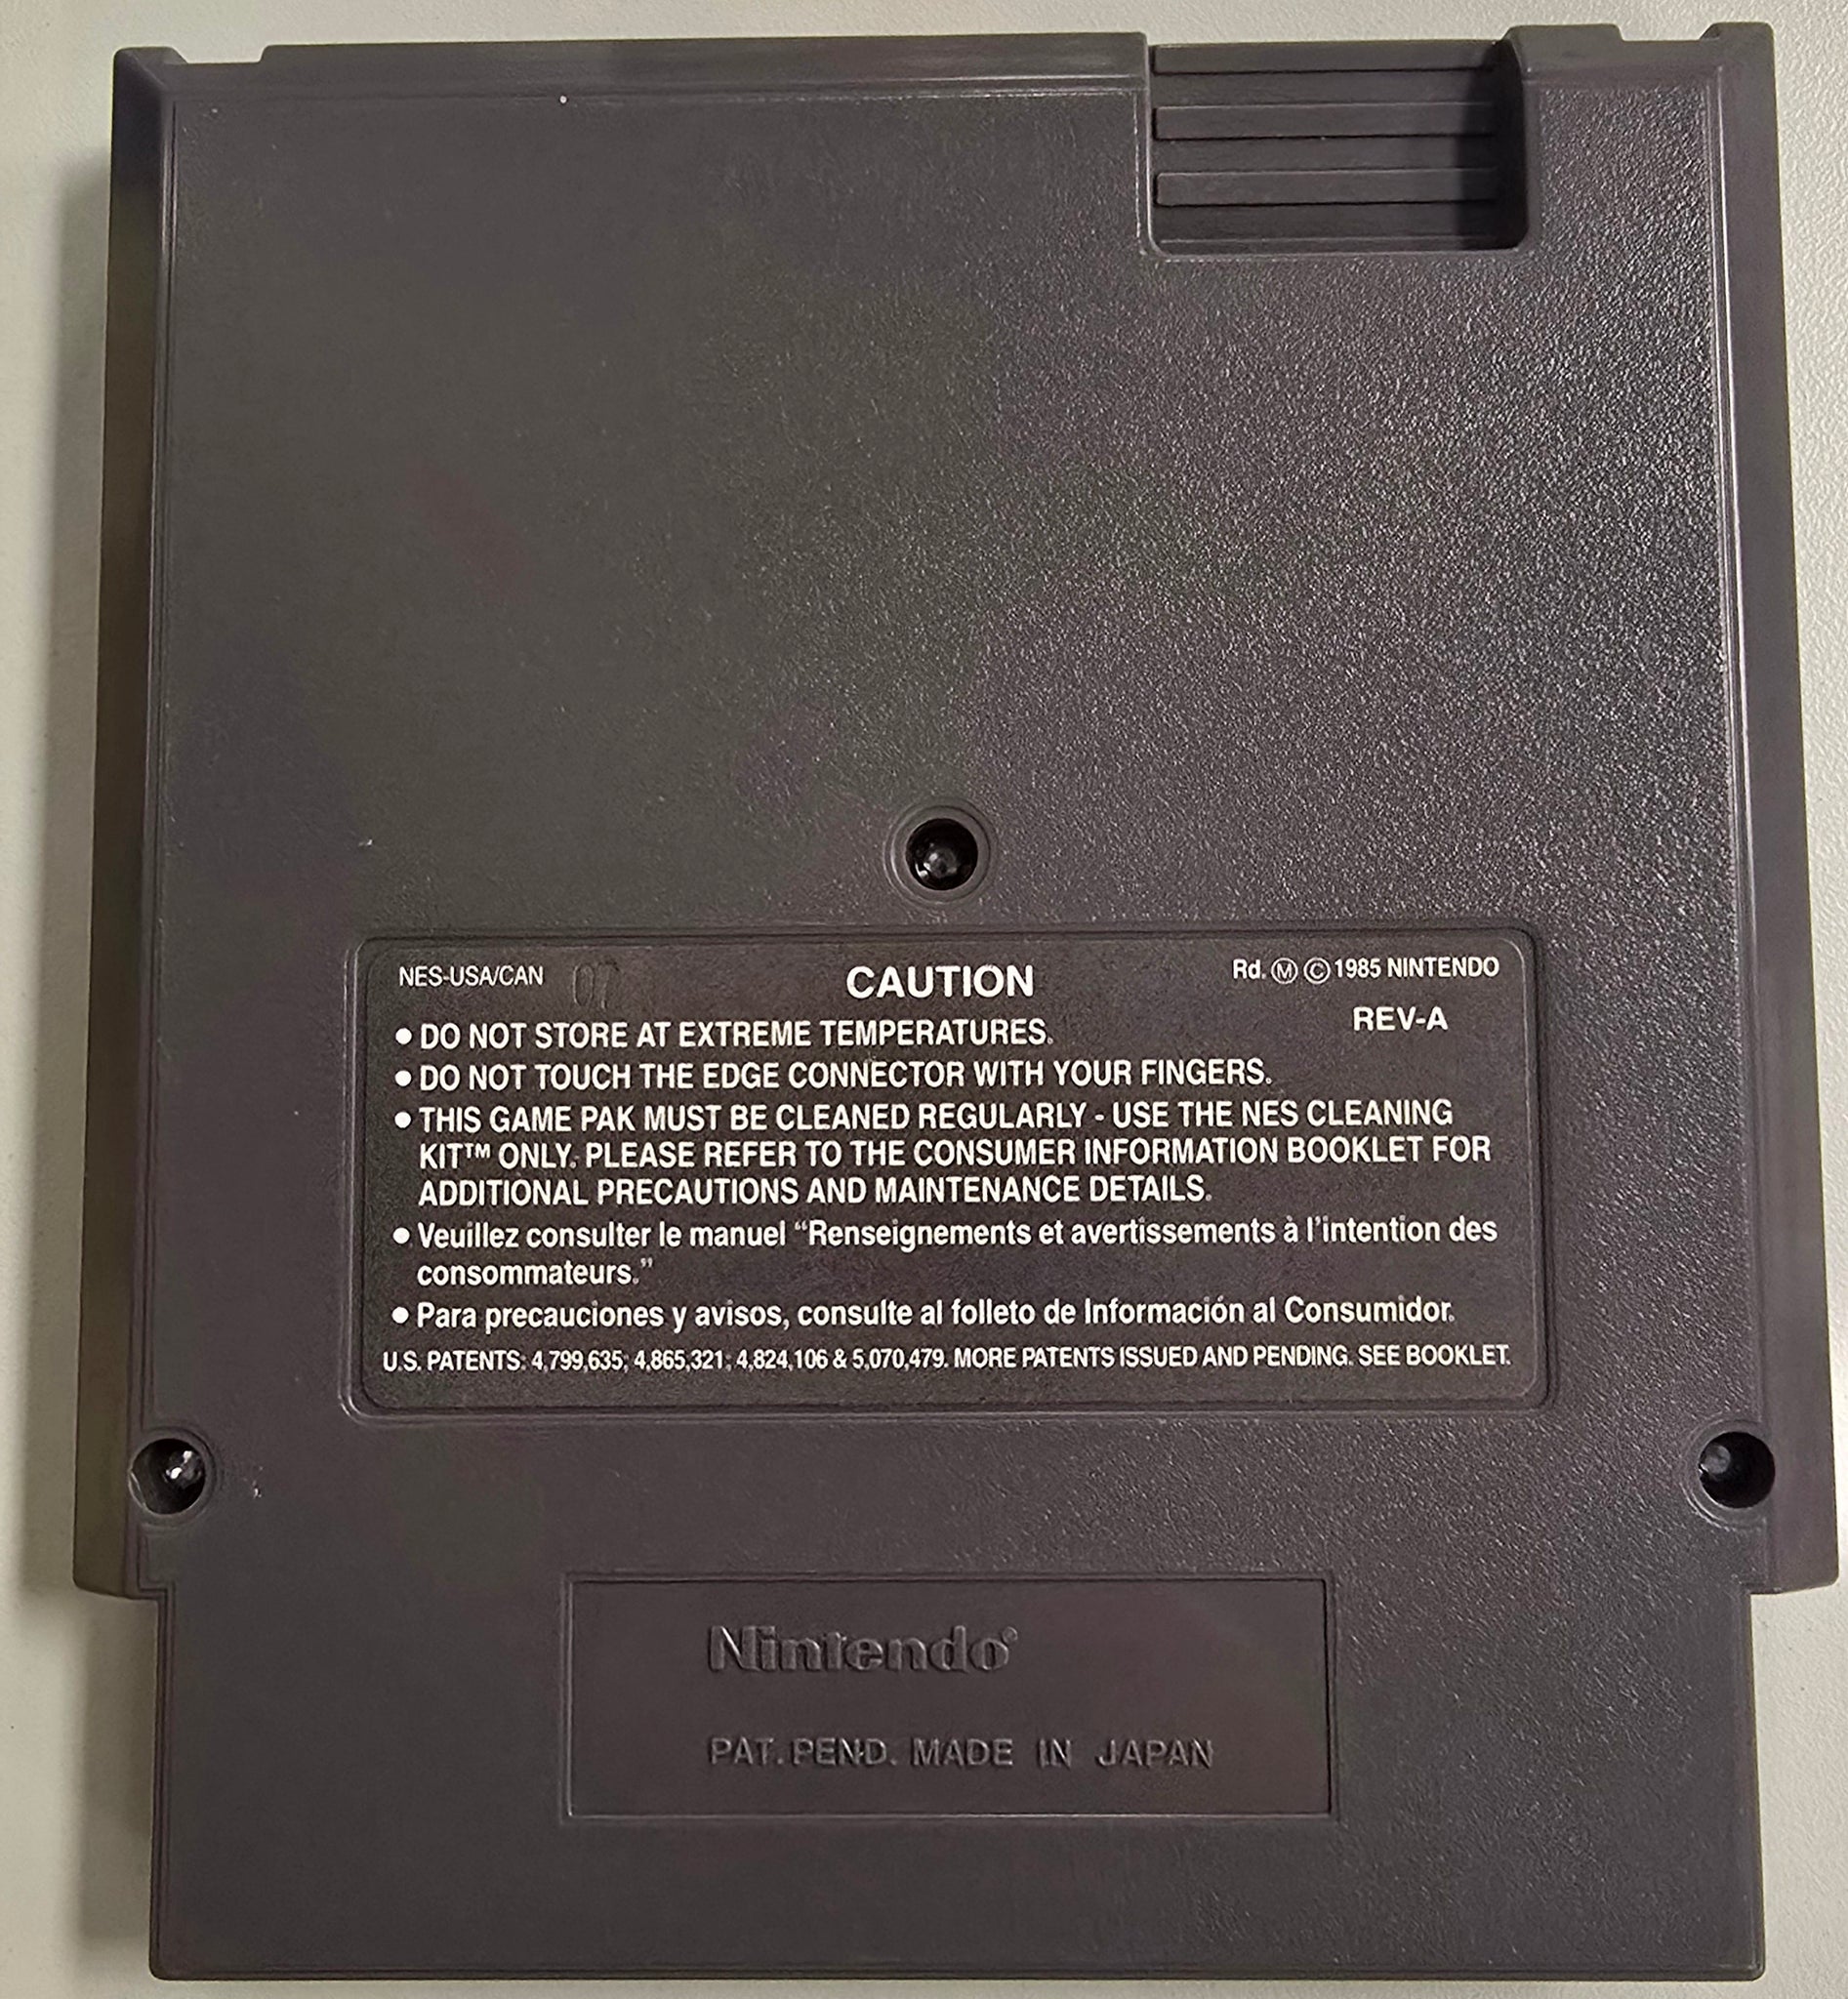 NES-USA/CAN 07 CAUTION Rd. Ⓜ © 1985 NINTENDO
REV-A
● DO NOT STORE AT EXTREME TEMPERATURES.
● DO NOT TOUCH THE EDGE CONNECTOR WITH YOUR FINGERS.
● THIS GAME PAK MUST BE CLEANED REGULARLY - USE THE NES CLEANING
KIT™ ONLY. PLEASE REFER TO THE CONSUMER INFORMATION BOOKLET FOR
ADDITIONAL PRECAUTIONS AND MAINTENANCE DETAILS.
● Veuillez consulter le manuel “Renseignements et avertissements à l'intention des
consommateurs.”
● Para precauciones y avisos, consulte al folleto de Información al Consumidor.
U.S. PATENTS: 4,799,635; 4,865,321; 4,824,106 & 5,070,479. MORE PATENTS ISSUED AND PENDING. SEE BOOKLET.
Nintendo®
PAT. PEND. MADE IN JAPAN